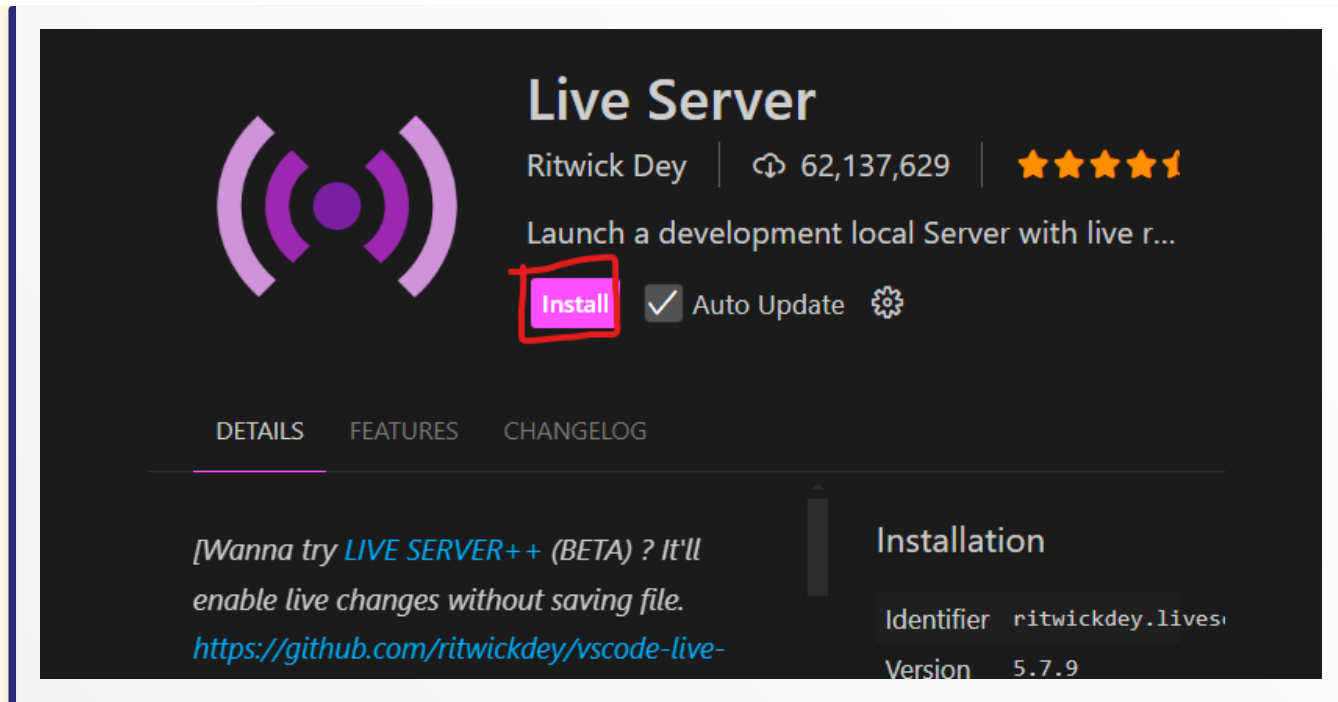 Live Server
Ritwick Dey 62,137,629
Launch a development local Server with live r...
Install Auto Update
DETAILS FEATURES CHANGELOG
[Wanna try LIVE SERVER++ (BETA) ? It'll
enable live changes without saving file.
https://github.com/ritwickdey/vscode-live-
Installation
Identifier ritwickdey.lives
Version 5.7.9